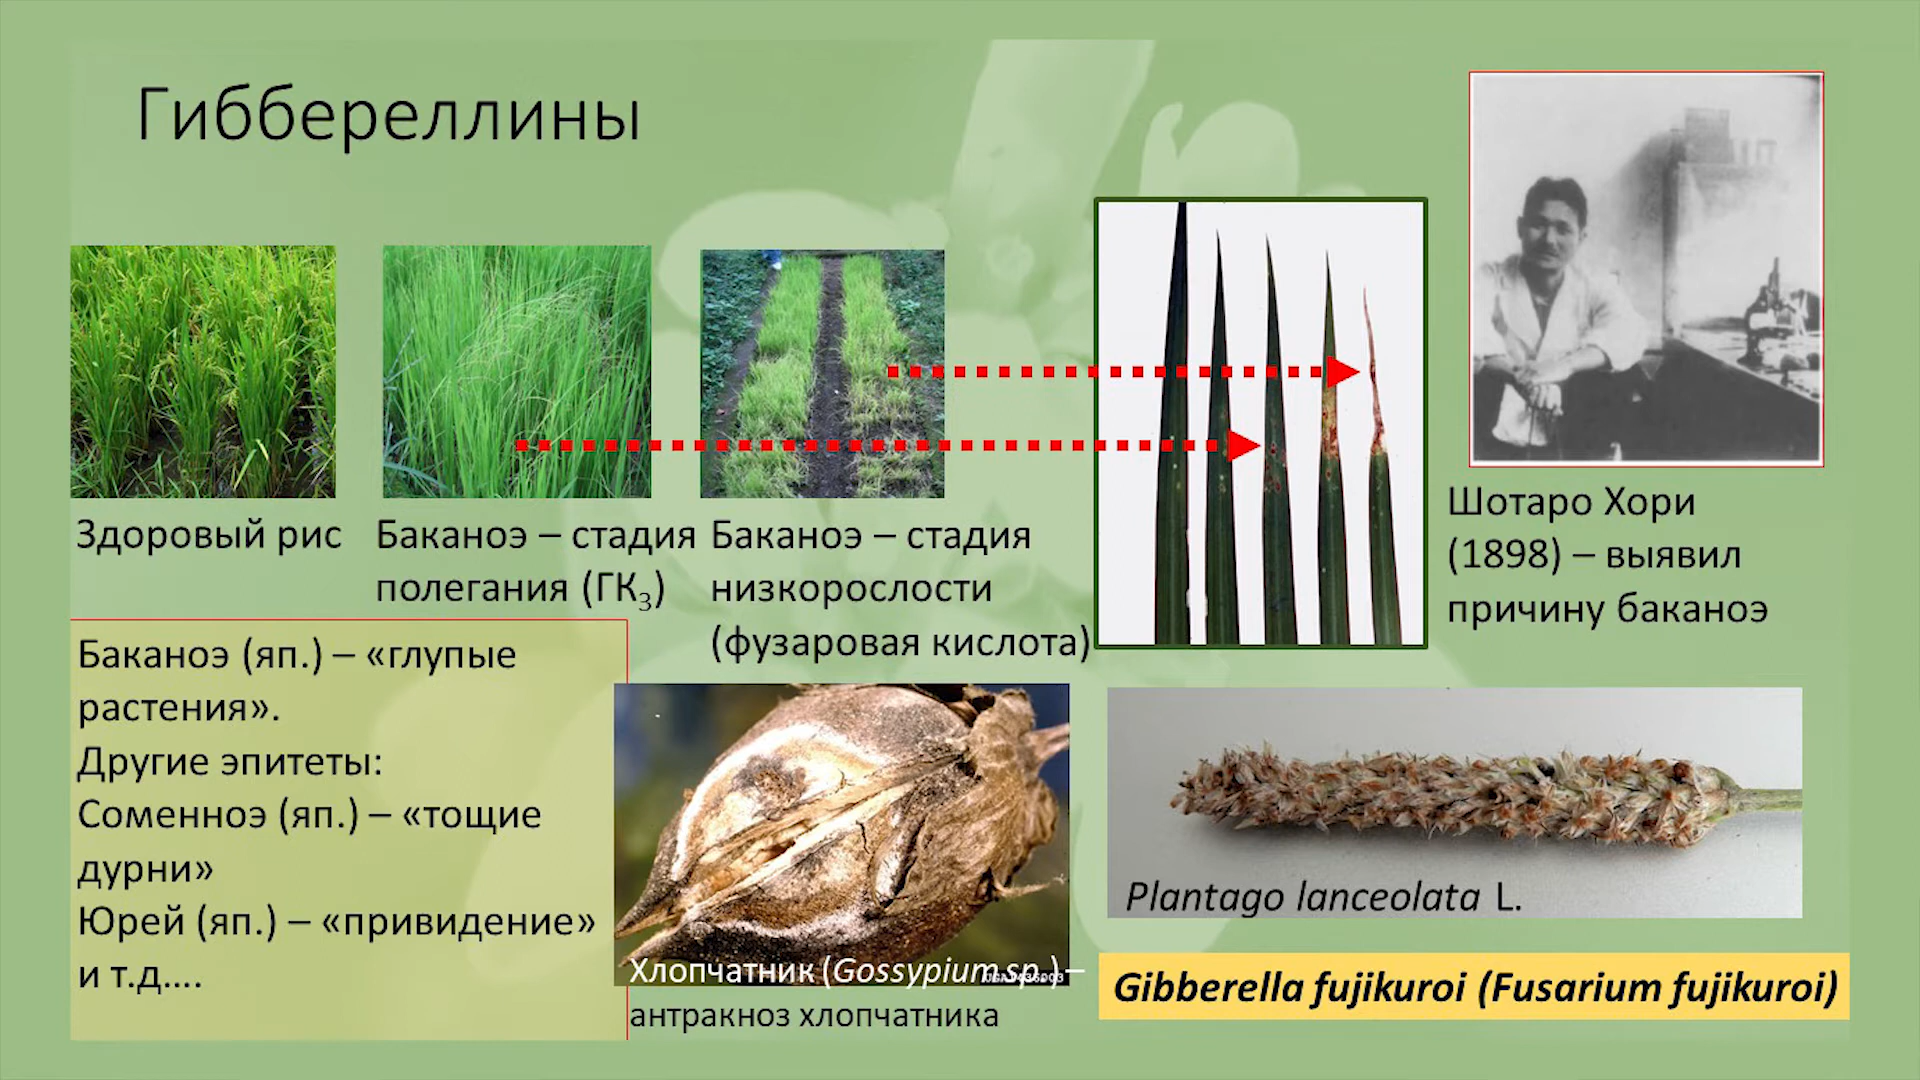 Гиббереллины
Здоровый рис
Баканоэ – стадия
полегания (ГК₃)
Баканоэ – стадия
низкорослости
(фузаровая кислота)
Шотаро Хори
(1898) – выявил
причину баканоэ
Баканоэ (яп.) – «глупые
растения».
Другие эпитеты:
Соменноэ (яп.) – «тощие
дурни»
Юрей (яп.) – «привидение»
и т.д….
Хлопчатник (Gossypium sp.) –
антракноз хлопчатника
Plantago lanceolata L.
Gibberella fujikuroi (Fusarium fujikuroi)